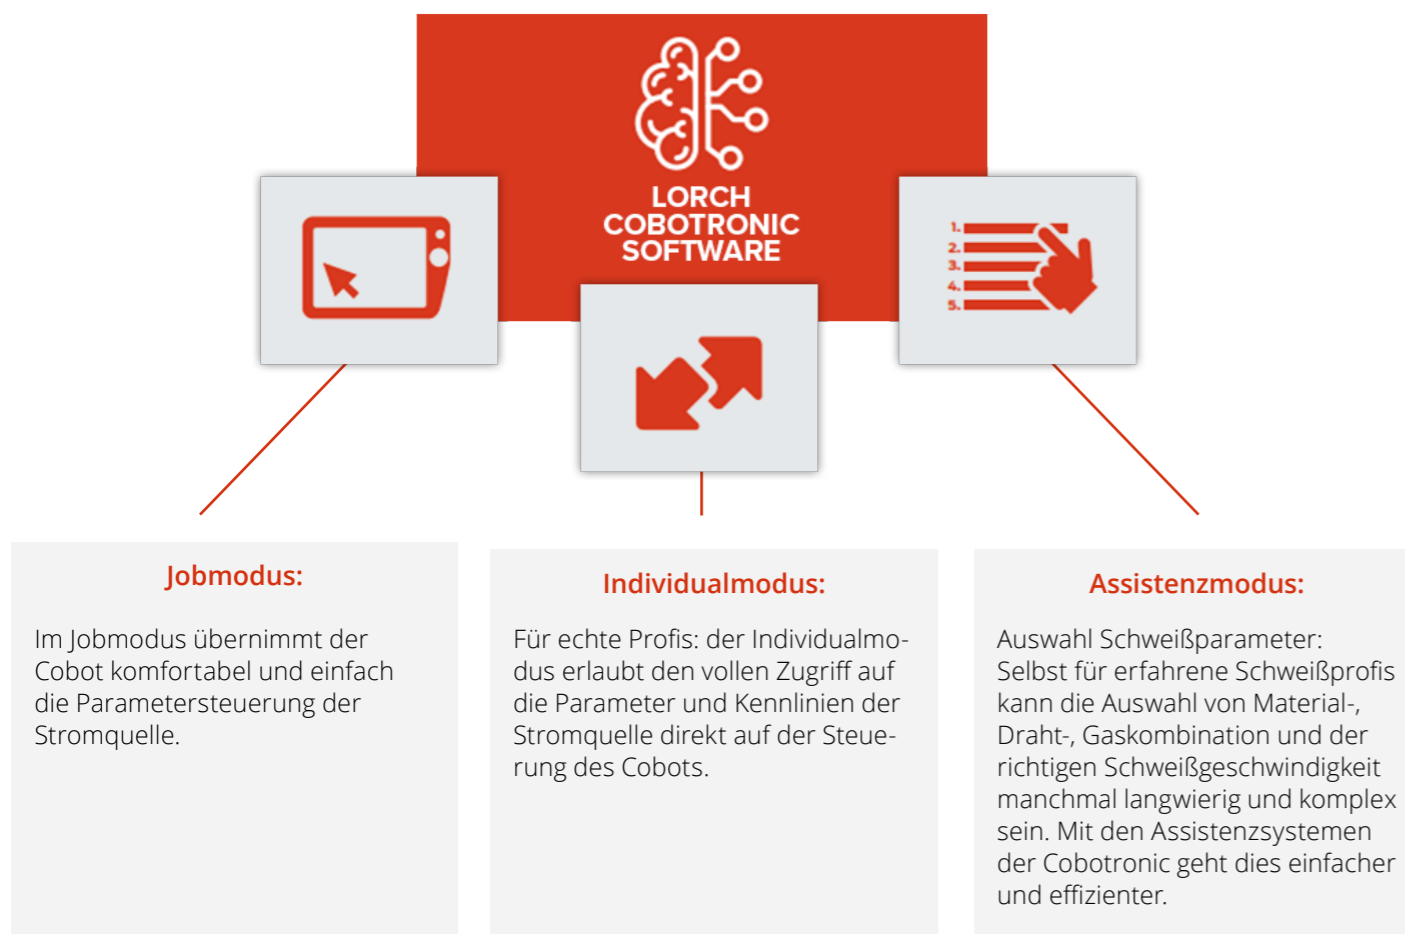 LORCH
COBOTRONIC
SOFTWARE
1.
2.
3.
4.
5.
Jobmodus:
Im Jobmodus übernimmt der
Cobot komfortabel und einfach
die Parametersteuerung der
Stromquelle.
Individualmodus:
Für echte Profis: der Individualmo-
dus erlaubt den vollen Zugriff auf
die Parameter und Kennlinien der
Stromquelle direkt auf der Steue-
rung des Cobots.
Assistenzmodus:
Auswahl Schweißparameter:
Selbst für erfahrene Schweißprofis
kann die Auswahl von Material-,
Draht-, Gaskombination und der
richtigen Schweißgeschwindigkeit
manchmal langwierig und komplex
sein. Mit den Assistenzsystemen
der Cobotronic geht dies einfacher
und effizienter.